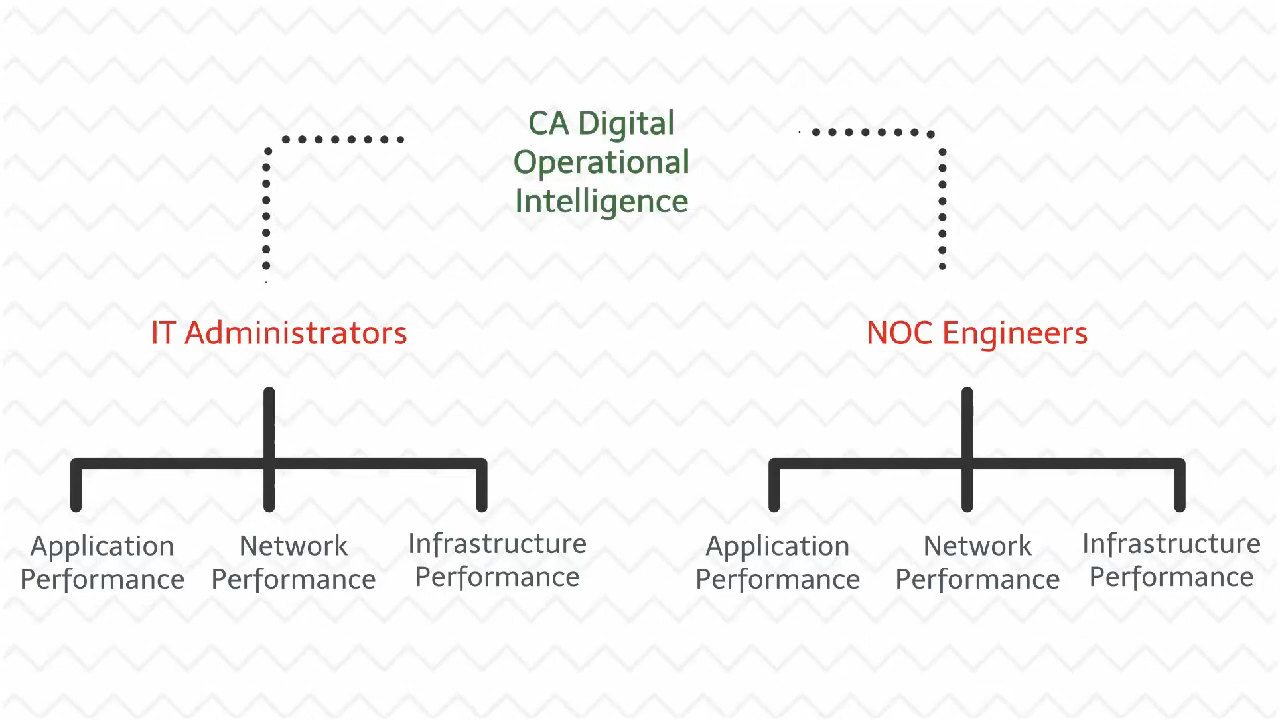 CA Digital
Operational
Intelligence
IT Administrators
NOC Engineers
Application
Performance
Network
Performance
Infrastructure
Performance
Application
Performance
Network
Performance
Infrastructure
Performance